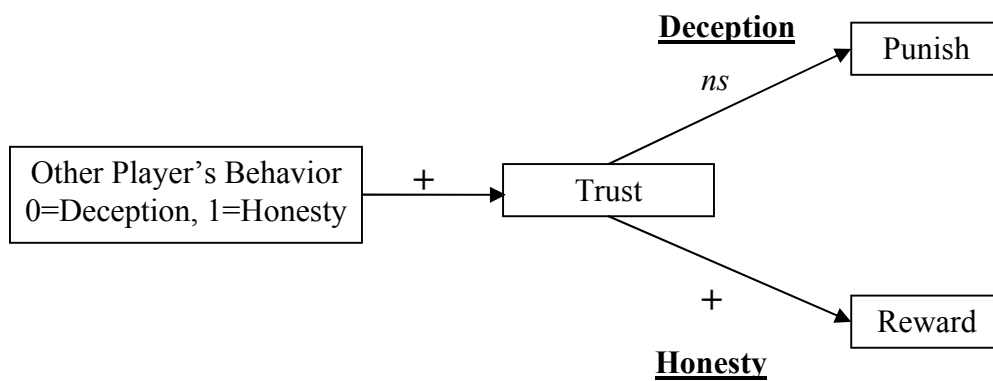 Deception
Punish
ns
Other Player’s Behavior
0=Deception, 1=Honesty
+
Trust
+
Reward
Honesty